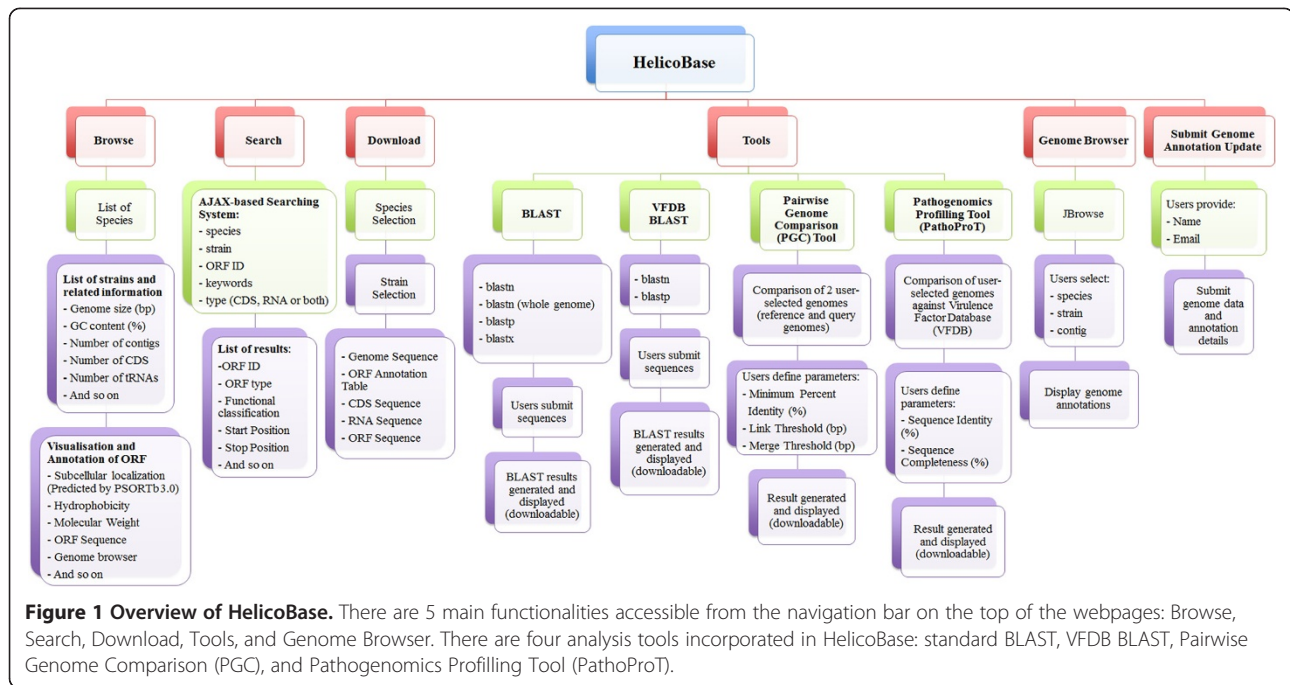 HelicoBase
Browse
Search
Download
Tools
Genome Browser
Submit Genome
Annotation Update
List of
Species
List of strains and
related information
- Genome size (bp)
- GC content (%)
- Number of contigs
- Number of CDS
- Number of tRNAs
- And so on
Visualisation and
Annotation of ORF
- Subcellular localization
(Predicted by PSORTb3.0)
- Hydrophobicity
- Molecular Weight
- ORF Sequence
- Genome browser
- And so on
AJAX-based Searching
System:
- species
- strain
- ORF ID
- keywords
- type (CDS, RNA or both)
List of results:
-ORF ID
- ORF type
- Functional
classification
- Start Position
- Stop Position
- And so on
Species
Selection
Strain
Selection
- Genome Sequence
- ORF Annotation
Table
- CDS Sequence
- RNA Sequence
- ORF Sequence
BLAST
- blastn
- blastn (whole genome)
- blastp
- blastx
Users submit
sequences
BLAST results
generated and
displayed
(downloadable)
VFDB
BLAST
- blastn
- blastp
Users submit
sequences
BLAST results
generated and
displayed
(downloadable)
Pairwise
Genome
Comparison
(PGC) Tool
Comparison of 2 user-
selected genomes
(reference and query
genomes)
Users define parameters:
- Minimum Percent
Identity (%)
- Link Threshold (bp)
- Merge Threshold (bp)
Result generated
and displayed
(downloadable)
Pathogenomics
Profilling Tool
(PathoProT)
Comparison of user-
selected genomes
against Virulence
Factor Database
(VFDB)
Users define
parameters:
- Sequence Identity
(%)
- Sequence
Completeness (%)
Result generated
and displayed
(downloadable)
JBrowse
Users select:
- species
- strain
- contig
Display genome
annotations
Users provide:
- Name
- Email
Submit
genome data
and
annotation
details
Figure 1 Overview of HelicoBase. There are 5 main functionalities accessible from the navigation bar on the top of the webpages: Browse,
Search, Download, Tools, and Genome Browser. There are four analysis tools incorporated in HelicoBase: standard BLAST, VFDB BLAST, Pairwise
Genome Comparison (PGC), and Pathogenomics Profilling Tool (PathoProT).